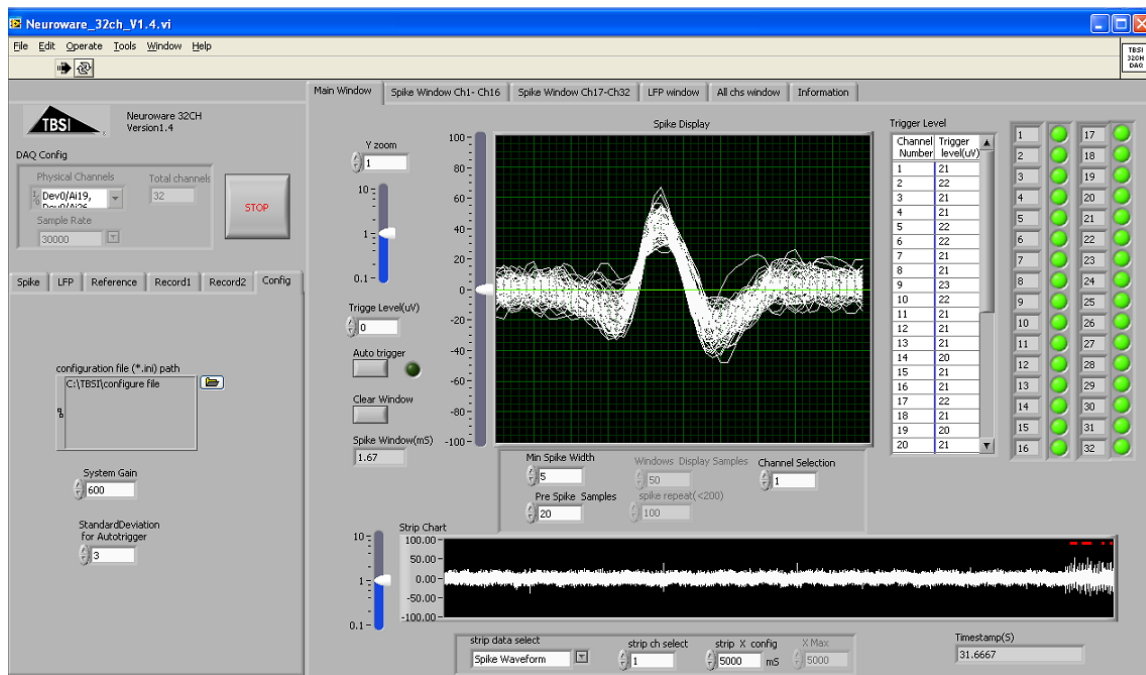 Neuroware_32ch_V1.4.vi
File Edit Operate Tools Window Help
TBSI
32CH
DAQ
TBSI
Neuroware 32CH
Version1.4
DAQ Config
Physical Channels
Total channels
Dev0/Ai19,
Dev0/Ai26
32
Sample Rate
30000
STOP
Spike LFP Reference Record1 Record2 Config
configuration file (*.ini) path
C:\TBSI\configure file
System Gain
600
StandardDeviation
for Autotrigger
3
Main Window Spike Window Ch1- Ch16 Spike Window Ch17-Ch32 LFP window All chs window Information
Y zoom
1
10
1
0.1
Trigge Level(uV)
0
Auto trigger
Clear Window
Spike Window(mS)
1.67
Spike Display
100
80
60
40
20
0
-20
-40
-60
-80
-100
Min Spike Width
5
Windows Display Samples
50
Channel Selection
1
Pre Spike Samples
20
spike repeat(<200)
100
Trigger Level
Channel Trigger
Number level(uV)
1 21
2 22
3 21
4 21
5 22
6 22
7 21
8 21
9 23
10 22
11 21
12 21
13 21
14 20
15 21
16 21
17 22
18 21
19 20
20 21
1 17
2 18
3 19
4 20
5 21
6 22
7 23
8 24
9 25
10 26
11 27
12 28
13 29
14 30
15 31
16 32
Strip Chart
10
1
0.1
100.00
50.00
0.00
-50.00
-100.00
strip data select
Spike Waveform
strip ch select
1
strip X config
5000 mS
X Max
5000
Timestamp(S)
31.6667